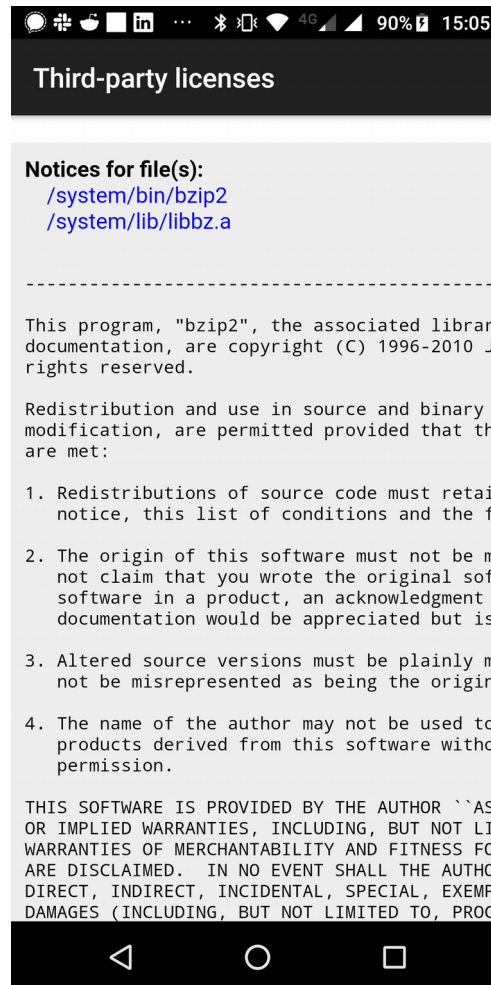 4G 90% 15:05
Third-party licenses
Notices for file(s):
/system/bin/bzip2
/system/lib/libbz.a
------------------------------------------------------------
This program, "bzip2", the associated librar
documentation, are copyright (C) 1996-2010 J
rights reserved.
Redistribution and use in source and binary
modification, are permitted provided that th
are met:
1. Redistributions of source code must retai
notice, this list of conditions and the f
2. The origin of this software must not be m
not claim that you wrote the original sof
software in a product, an acknowledgment
documentation would be appreciated but is
3. Altered source versions must be plainly m
not be misrepresented as being the origin
4. The name of the author may not be used to
products derived from this software witho
permission.
THIS SOFTWARE IS PROVIDED BY THE AUTHOR ``AS
OR IMPLIED WARRANTIES, INCLUDING, BUT NOT LI
WARRANTIES OF MERCHANTABILITY AND FITNESS FO
ARE DISCLAIMED.  IN NO EVENT SHALL THE AUTHO
DIRECT, INDIRECT, INCIDENTAL, SPECIAL, EXEMP
DAMAGES (INCLUDING, BUT NOT LIMITED TO, PROC